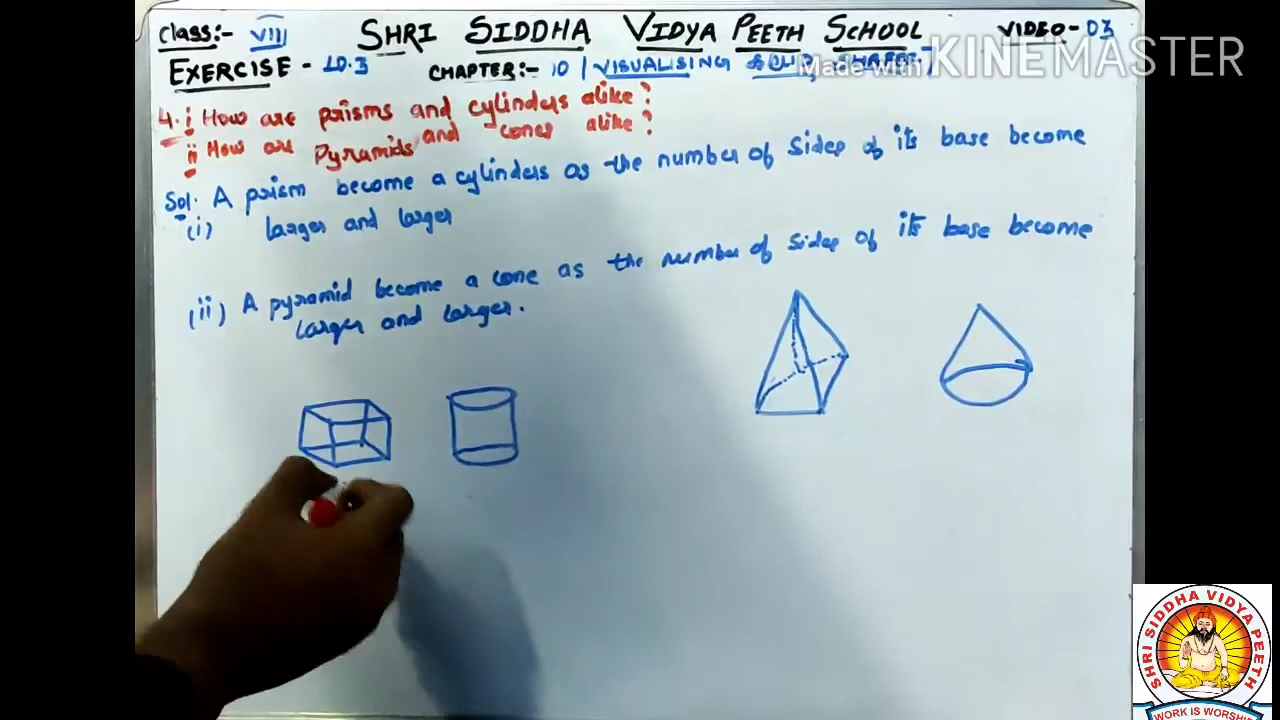 Class:- VIII SHRI SIDDHA VIDYA PEETH SCHOOL VIDEO-03
Made with KINEMASTER
EXERCISE - 10.3 CHAPTER:- 10 / VISUALISING
4. i How are prisms and cylinders alike?
ii How are Pyramids and cones alike?
Sol: A prism become a cylinders as the number of sides of its base become
(i) larger and larger
(ii) A pyramid become a cone as the number of sides of its base become
larger and larger.
SHRI SIDDHA VIDYA PEETH
WORK IS WORSHIP